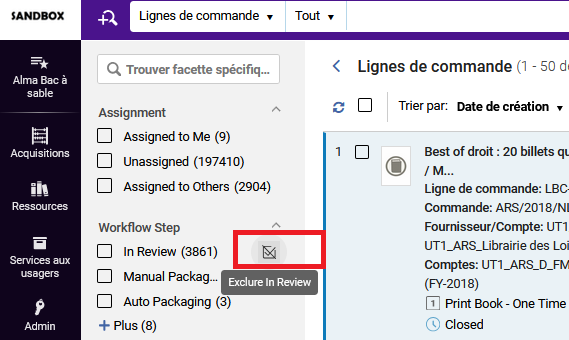 SANDBOX
Lignes de commande
Tout
Alma Bac à
sable
Acquisitions
Ressources
Services aux
usagers
Admin
Trouver facette spécifiq...
Assignment
Assigned to Me (9)
Unassigned (197410)
Assigned to Others (2904)
Workflow Step
In Review (3861)
Manual Packag...
Exclure In Review
Auto Packaging (3)
+ Plus (8)
Lignes de commande (1 - 50 d
Trier par: Date de création
1
Best of droit : 20 billets qu
/ M...
Ligne de commande: LBC-
Commande: ARS/2018/NL
Fournisseur/Compte: UT1
UT1_ARS_Librairie des Loi
Comptes: UT1_ARS_D_FM
(FY-2018)
1 Print Book - One Time
Closed